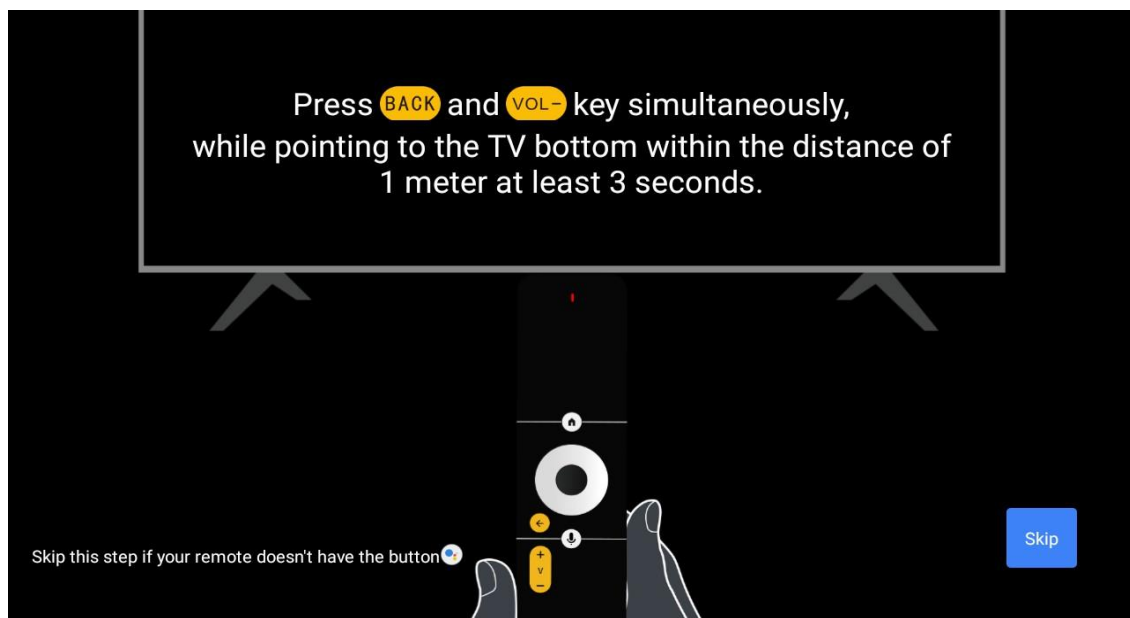 Press BACK and VOL- key simultaneously,
while pointing to the TV bottom within the distance of
1 meter at least 3 seconds.
+
V
-
Skip this step if your remote doesn't have the button
Skip